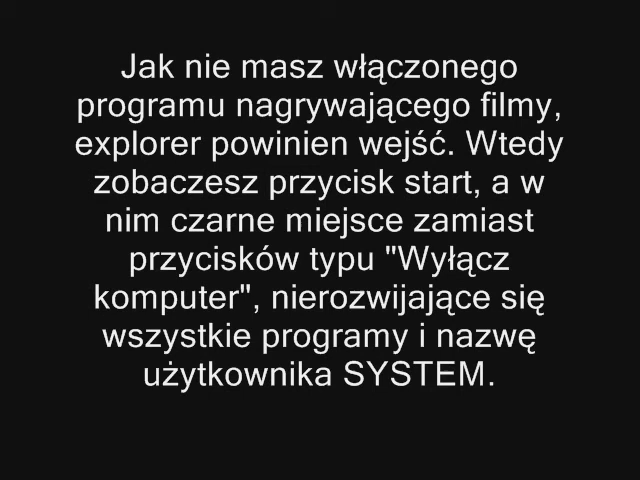 Jak nie masz włączonego
programu nagrywającego filmy,
explorer powinien wejść. Wtedy
zobaczesz przycisk start, a w
nim czarne miejsce zamiast
przycisków typu "Wyłącz
komputer", nierozwijające się
wszystkie programy i nazwę
użytkownika SYSTEM.